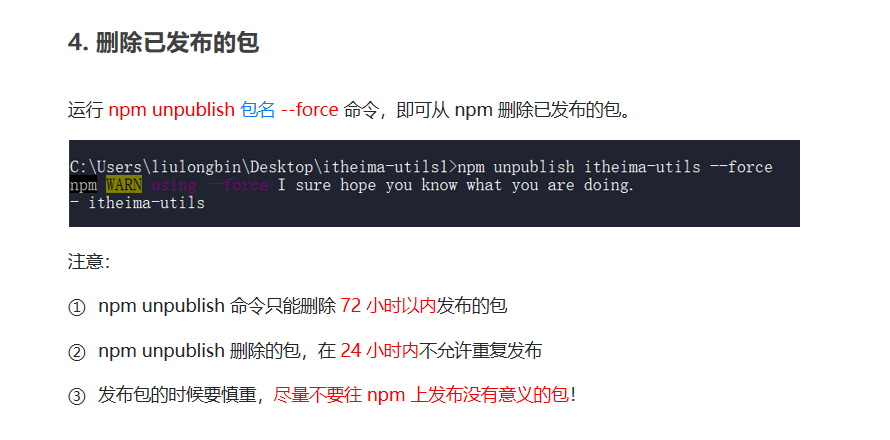 4. 删除已发布的包
运行 npm unpublish 包名 --force 命令，即可从 npm 删除已发布的包。
C:\Users\liulongbin\Desktop\itheima-utils1>npm unpublish itheima-utils --force
npm WARN using --force I sure hope you know what you are doing.
- itheima-utils
注意：
① npm unpublish 命令只能删除 72 小时以内发布的包
② npm unpublish 删除的包，在 24 小时内不允许重复发布
③ 发布包的时候要慎重，尽量不要往 npm 上发布没有意义的包！